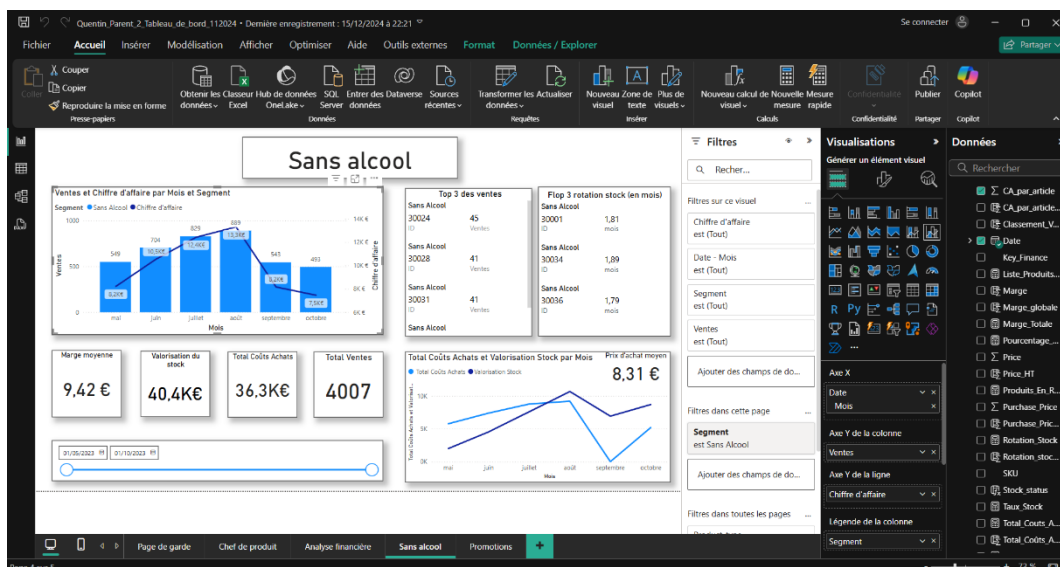 Quentin_Parent_2_Tableau_de_bord_112024 • Dernière enregistrement : 15/12/2024 à 22:21
Se connecter
Fichier Accueil Insérer Modélisation Afficher Optimiser Aide Outils externes Format Données / Explorer
Partager
Coller
Couper
Copier
Reproduire la mise en forme
Presse-papiers
Obtenir les données
Classeur Excel
Hub de données OneLake
SQL Server
Entrer des données
Dataverse
Sources récentes
Données
Transformer les données
Actualiser
Requêtes
Nouveau visuel
Zone de texte
Plus de visuels
Insérer
Nouveau calcul de visuel
Nouvelle mesure
Mesure rapide
Calculs
Confidentialité
Confidentialité
Publier
Partager
Copilot
Copilot
Sans alcool
Ventes et Chiffre d'affaire par Mois et Segment
Segment Sans Alcool Chiffre d'affaire
Ventes
1000
500
0
549
704
829
889
543
493
8,2K€
10,5K€
12,4K€
13,3K€
8,2K€
7,5K€
14K €
12K €
10K €
8K €
6K €
Chiffre d'affaire
mai juin juillet août septembre octobre
Mois
Top 3 des ventes
Sans Alcool
30024 45
ID Ventes
Sans Alcool
30028 41
ID Ventes
Sans Alcool
30031 41
ID Ventes
Sans Alcool
Flop 3 rotation stock (en mois)
Sans Alcool
30001 1,81
ID mois
Sans Alcool
30034 1,89
ID mois
Sans Alcool
30036 1,79
ID mois
Marge moyenne
9,42 €
Valorisation du stock
40,4K€
Total Coûts Achats
36,3K€
Total Ventes
4007
Total Coûts Achats et Valorisation Stock par Mois
Prix d'achat moyen
8,31 €
Total Coûts Achats Valorisation Stock
Total Coûts Achats et Valorisat...
10K
5K
0K
mai juin juillet août septembre octobre
Mois
01/05/2023 01/10/2023
Filtres
Recher...
Filtres sur ce visuel ...
Chiffre d'affaire
est (Tout)
Date - Mois
est (Tout)
Segment
est (Tout)
Ventes
est (Tout)
Ajouter des champs de do...
Filtres dans cette page ...
Segment
est Sans Alcool
Ajouter des champs de do...
Filtres dans toutes les pages ...
Visualisations
Générer un élément visuel
R Py
Axe X
Date
Mois
Axe Y de la colonne
Ventes
Axe Y de la ligne
Chiffre d'affaire
Légende de la colonne
Segment
Données
Rechercher
CA_par_article
CA_par_article...
Classement_V...
Date
Key_Finance
Liste_Produits...
Marge
Marge_globale
Marge_Totale
Pourcentage_...
Price
Price_HT
Produits_En_R...
Purchase_Price
Purchase_Pric...
Rotation_Stock
Rotation_stoc...
SKU
Stock_status
Taux_Stock
Total_Couts_A...
Total_Coûts_A...
Page de garde Chef de produit Analyse financière Sans alcool Promotions +